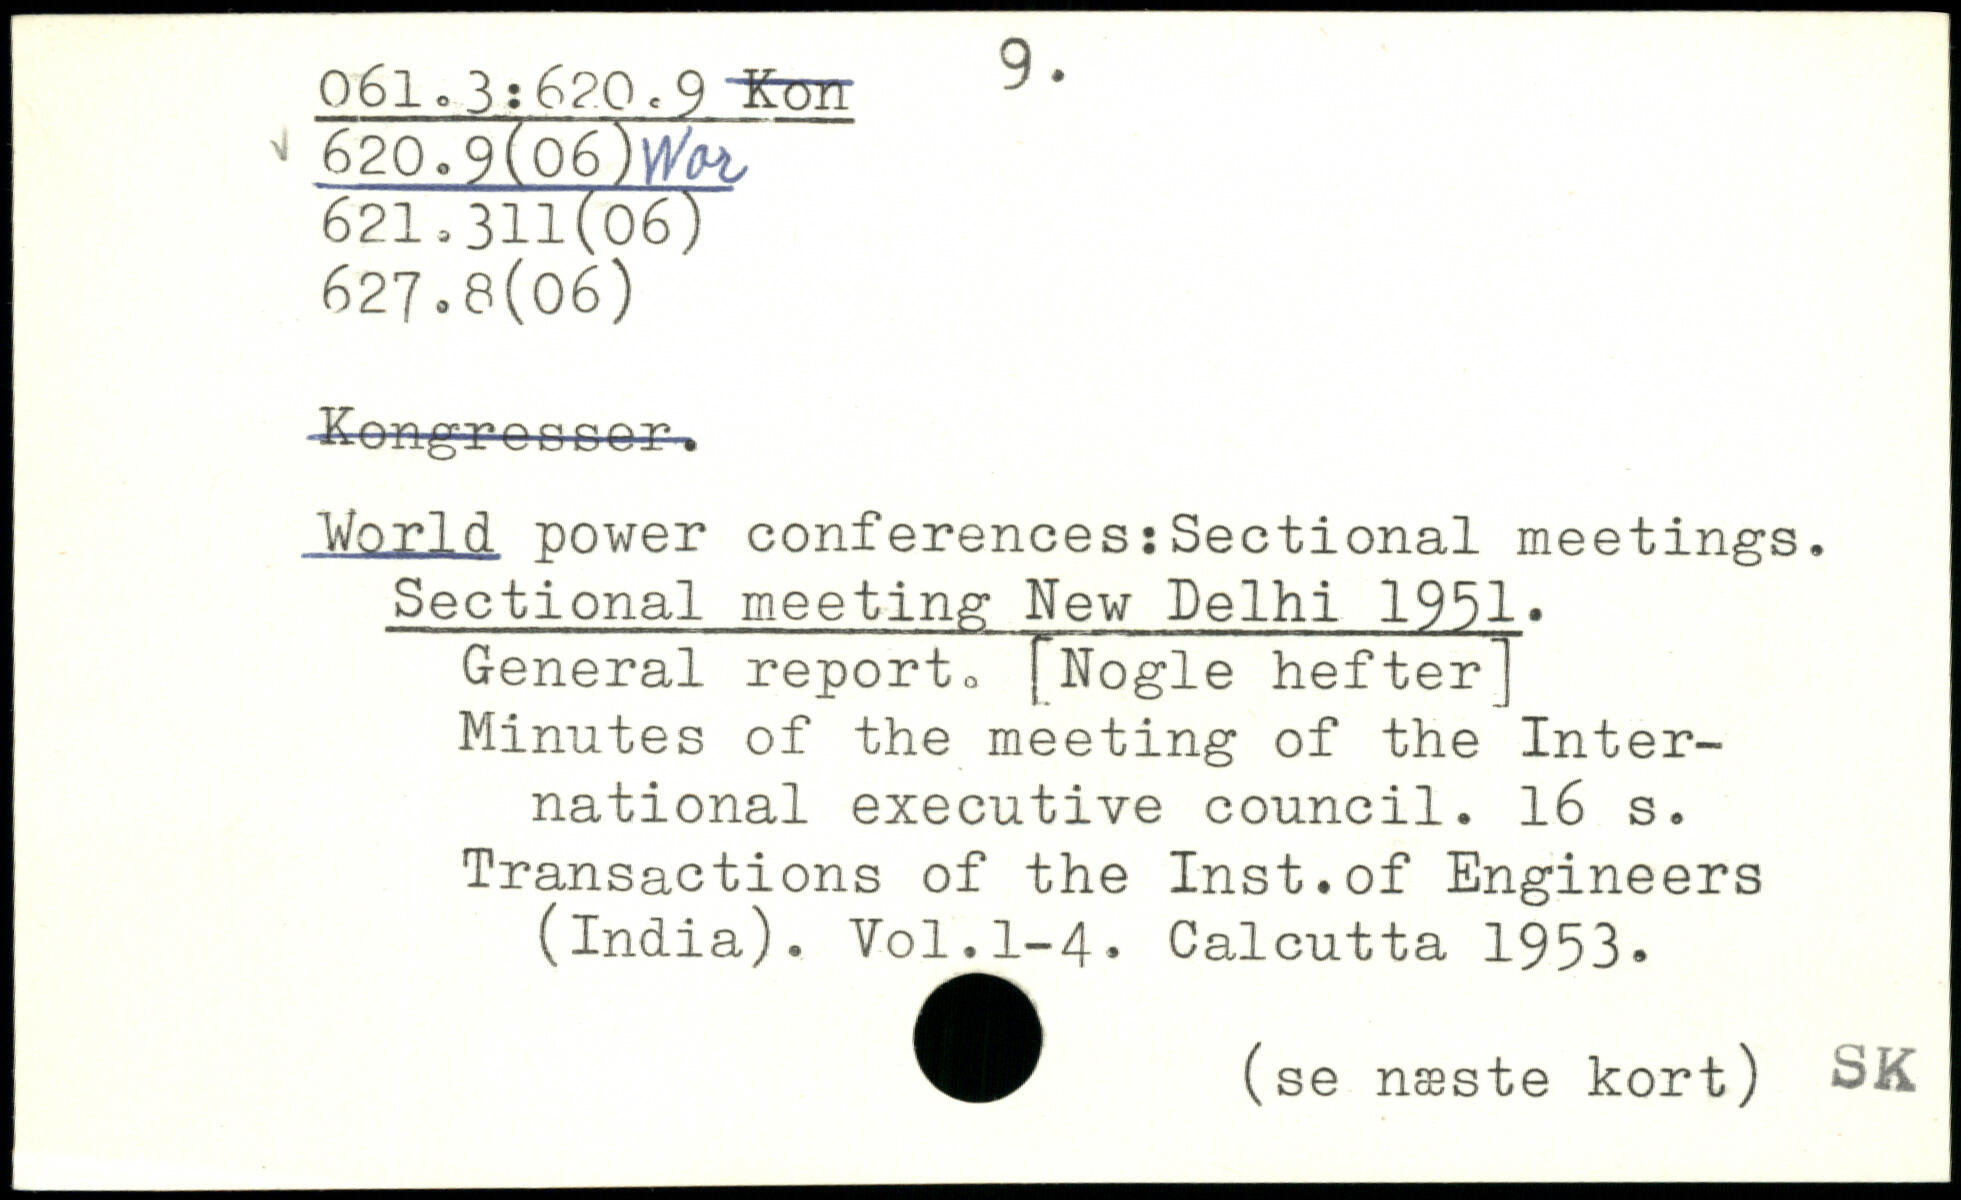 9.
061.3:620.9 Kon
620.9(06) Wor
621.311(06)
627.8(06)
Kongresser.
World power conferences:Sectional meetings.
Sectional meeting New Delhi 1951.
General report. [Nogle hefter]
Minutes of the meeting of the Inter-
national executive council. 16 s.
Transactions of the Inst.of Engineers
(India). Vol.1-4. Calcutta 1953.
(se næste kort) SK